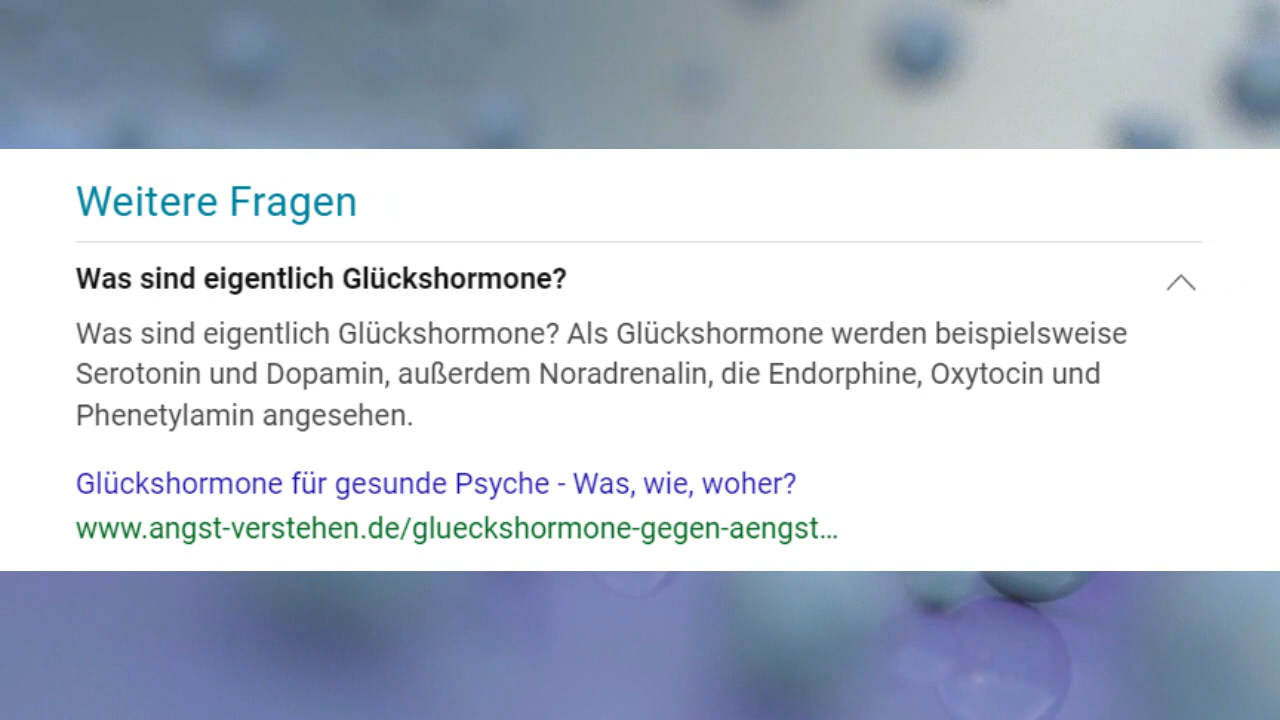 Weitere Fragen
Was sind eigentlich Glückshormone?
Was sind eigentlich Glückshormone? Als Glückshormone werden beispielsweise
Serotonin und Dopamin, außerdem Noradrenalin, die Endorphine, Oxytocin und
Phenetylamin angesehen.
Glückshormone für gesunde Psyche - Was, wie, woher?
www.angst-verstehen.de/glueckshormone-gegen-aengst...